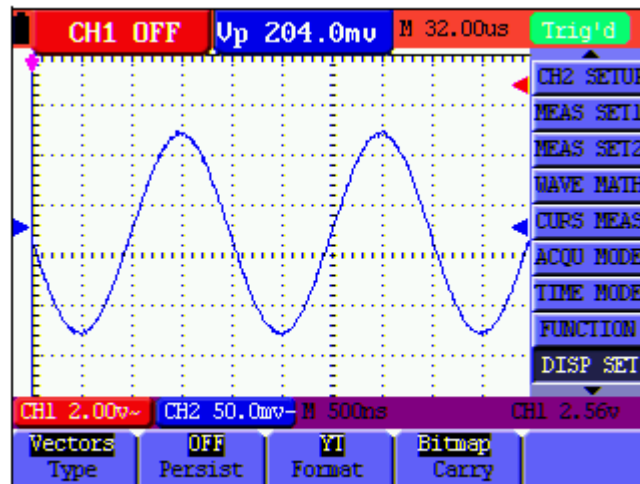 CH1 OFF Vp 204.0mv M 32.00us Trig'd
CH2 SETUP
MEAS SET1
MEAS SET2
WAVE MATH
CURS MEAS
ACQU MODE
TIME MODE
FUNCTION
DISP SET
CH1 2.00v~ CH2 50.0mv- M 500ns CH1 2.56v
Vectors OFF YT Bitmap
Type Persist Format Carry